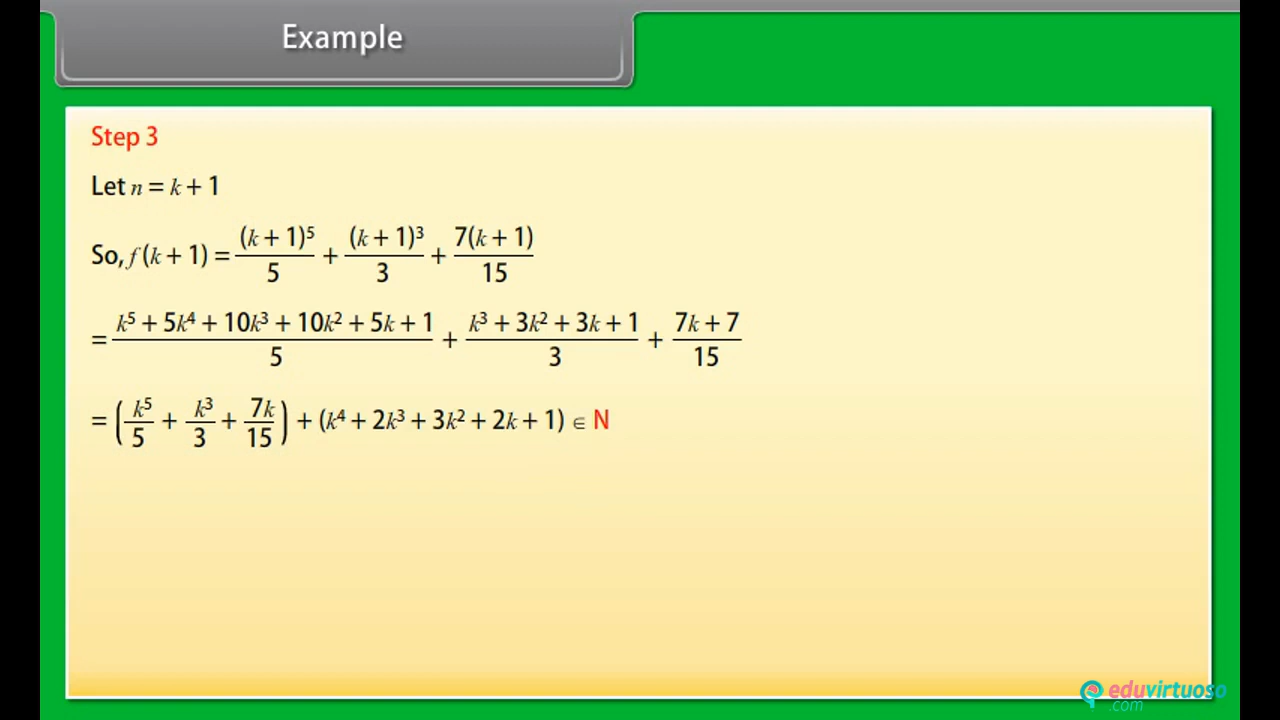 Example
Step 3
Let n = k + 1
So, f (k + 1) = (k + 1)⁵/5 + (k + 1)³/3 + 7(k + 1)/15
= (k⁵ + 5k⁴ + 10k³ + 10k² + 5k + 1)/5 + (k³ + 3k² + 3k + 1)/3 + (7k + 7)/15
= (k⁵/5 + k³/3 + 7k/15) + (k⁴ + 2k³ + 3k² + 2k + 1) ∈ N
eduvirtuoso
.com